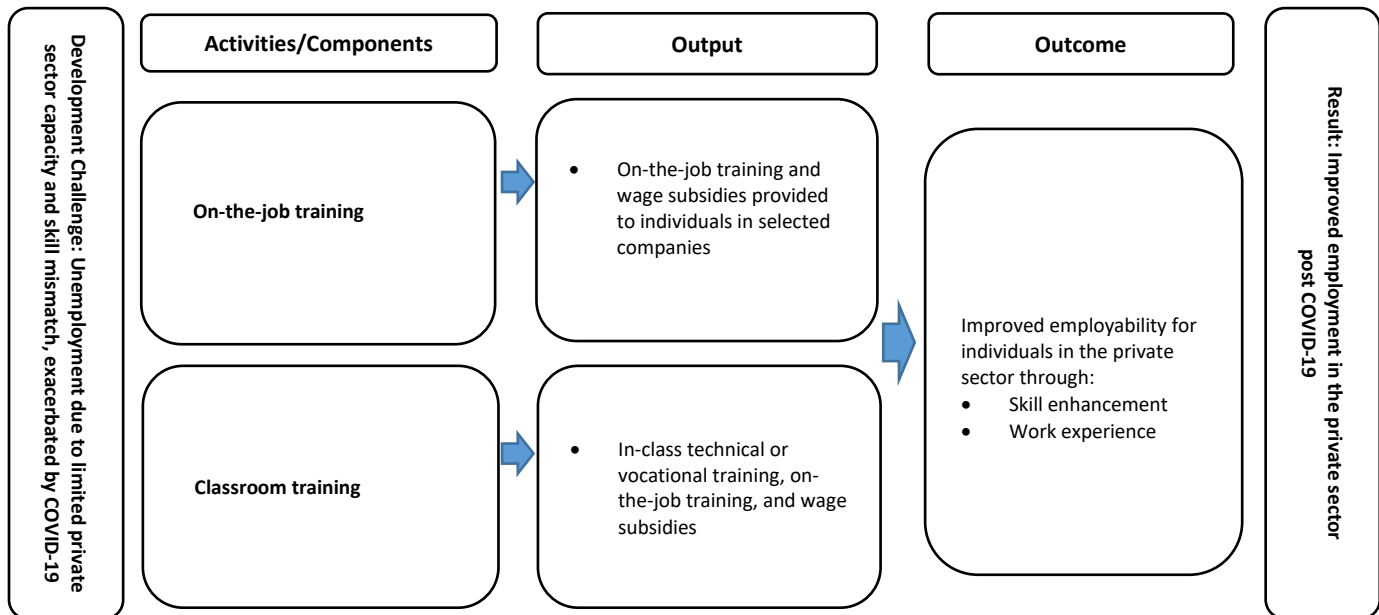 Development Challenge: Unemployment due to limited private
sector capacity and skill mismatch, exacerbated by COVID-19
Activities/Components
Output
Outcome
On-the-job training
• On-the-job training and
wage subsidies provided
to individuals in selected
companies
Classroom training
• In-class technical or
vocational training, on-
the-job training, and wage
subsidies
Improved employability for
individuals in the private
sector through:
• Skill enhancement
• Work experience
Result: Improved employment in the private sector
post COVID-19